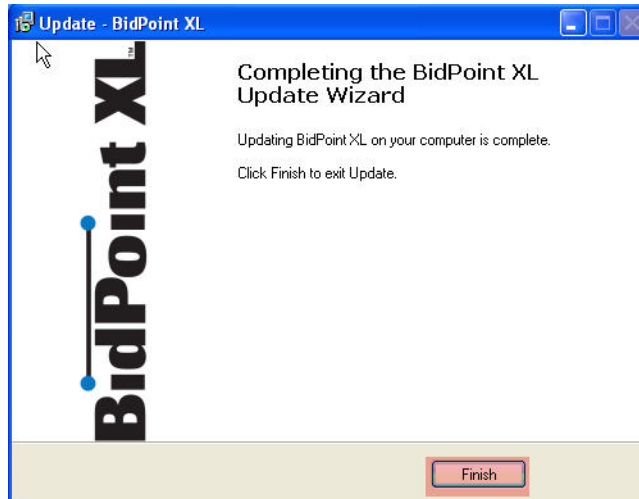 Update - BidPoint XL
BidPoint XL™
Completing the BidPoint XL
Update Wizard
Updating BidPoint XL on your computer is complete.
Click Finish to exit Update.
Finish